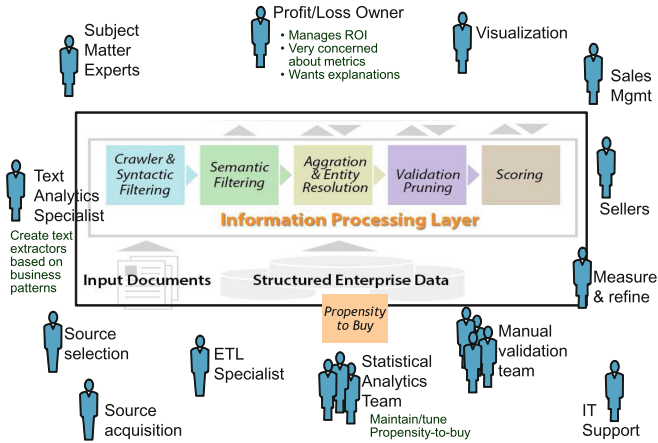 Subject
Matter
Experts
Profit/Loss Owner
• Manages ROI
• Very concerned
about metrics
• Wants explanations
Visualization
Sales
Mgmt
Text
Analytics
Specialist
Create text
extractors
based on
business
patterns
Crawler &
Syntactic
Filtering
Semantic
Filtering
Aggration
& Entity
Resolution
Validation
Pruning
Scoring
Information Processing Layer
Sellers
Input Documents
Structured Enterprise Data
Measure
& refine
Propensity
to Buy
Source
selection
ETL
Specialist
Statistical
Analytics
Team
Maintain/tune
Propensity-to-buy
Manual
validation
team
Source
acquisition
IT
Support